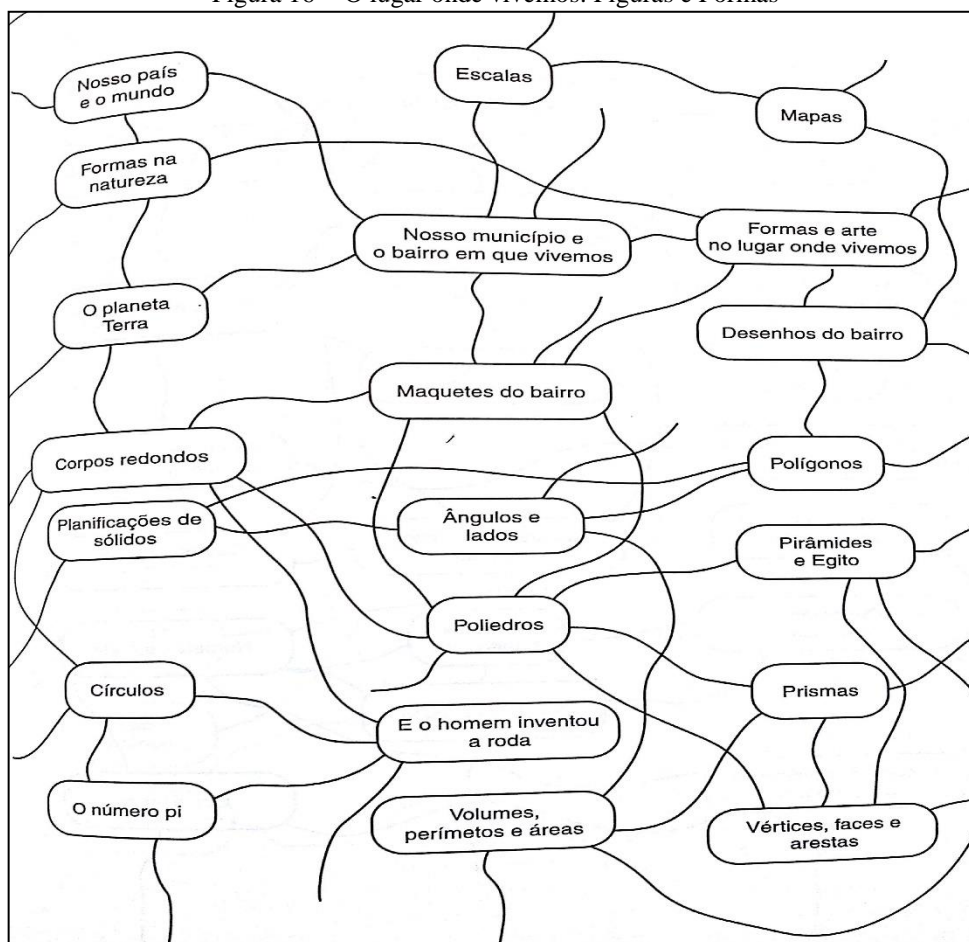 Figura 16 – O lugar onde vivemos: Figuras e Formas
Nosso país
e o mundo
Escalas
Mapas
Formas na
natureza
Nosso município e
o bairro em que vivemos
Formas e arte
no lugar onde vivemos
O planeta
Terra
Desenhos do bairro
Maquetes do bairro
Corpos redondos
Polígonos
Planificações de
sólidos
Ângulos e
lados
Pirâmides
e Egito
Poliedros
Círculos
Prismas
E o homem inventou
a roda
O número pi
Volumes,
perímetos e áreas
Vértices, faces e
arestas